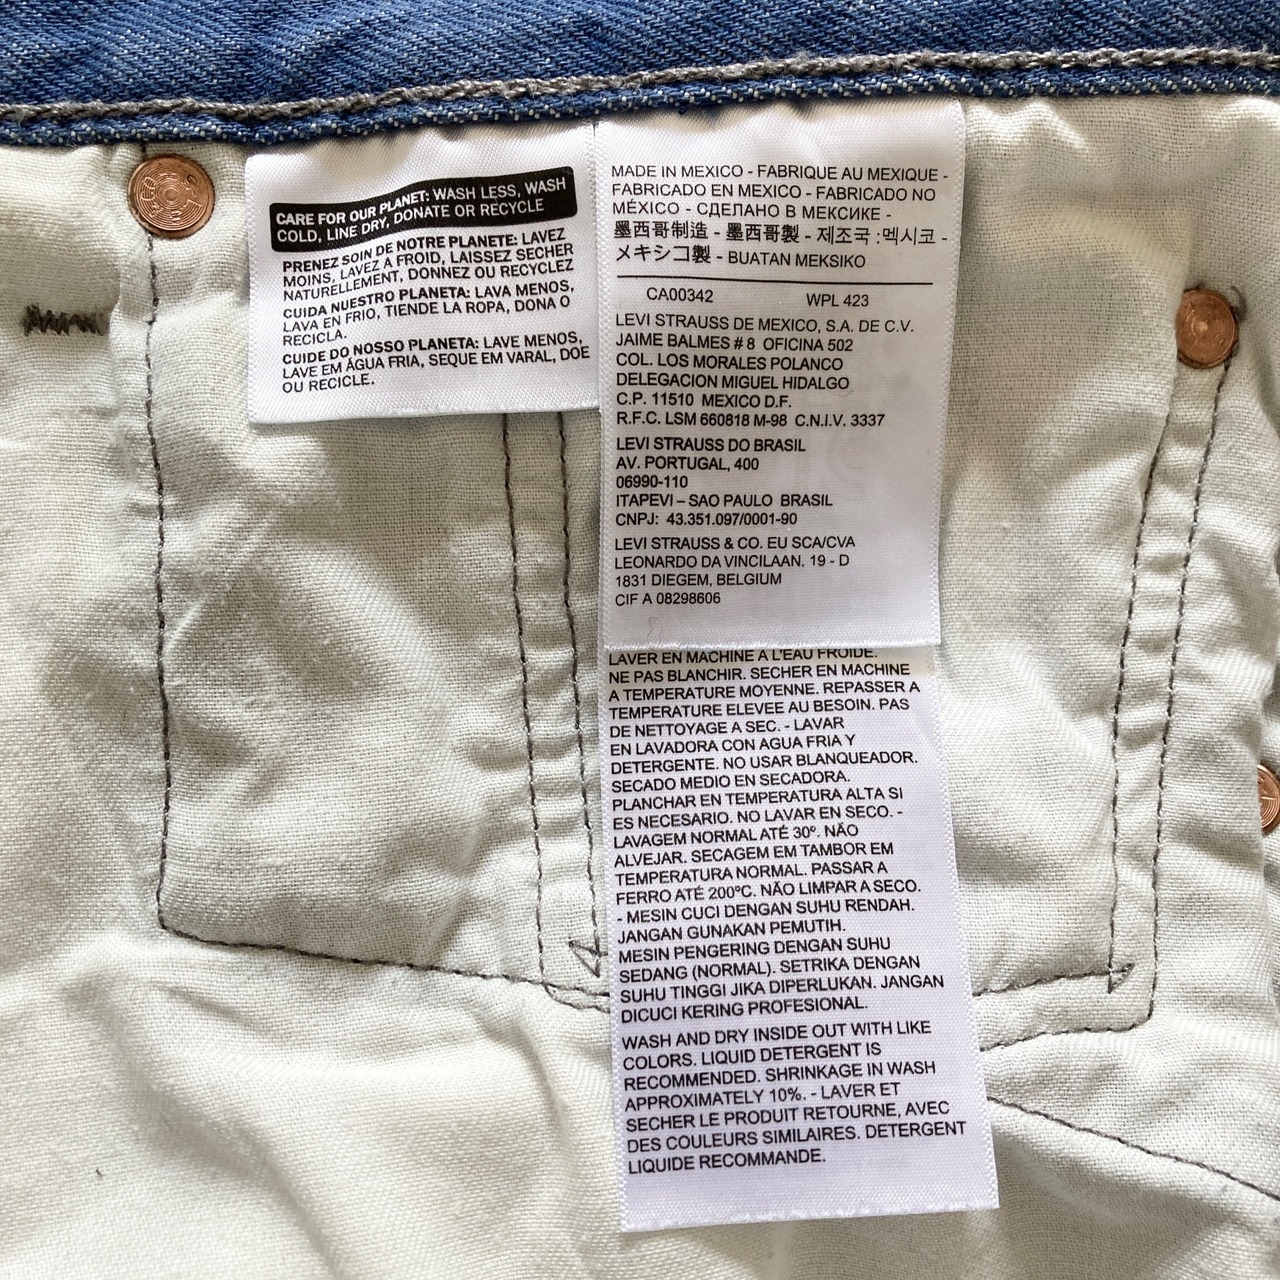 CARE FOR OUR PLANET: WASH LESS, WASH
COLD, LINE DRY, DONATE OR RECYCLE
PRENEZ SOIN DE NOTRE PLANETE: LAVEZ
MOINS, LAVEZ A FROID, LAISSEZ SECHER
NATURELLEMENT, DONNEZ OU RECYCLEZ
CUIDA NUESTRO PLANETA: LAVA MENOS,
LAVA EN FRIO, TIENDE LA ROPA, DONA O
RECICLA.
CUIDE DO NOSSO PLANETA: LAVE MENOS,
LAVE EM ÁGUA FRIA, SEQUE EM VARAL, DOE
OU RECICLE.
MADE IN MEXICO - FABRIQUE AU MEXIQUE -
FABRICADO EN MEXICO - FABRICADO NO
MÉXICO - СДЕЛАНО В МЕКСИКЕ -
墨西哥制造 - 墨西哥製 - 제조국 :멕시코 -
メキシコ製 - BUATAN MEKSIKO
CA00342 WPL 423
LEVI STRAUSS DE MEXICO, S.A. DE C.V.
JAIME BALMES # 8 OFICINA 502
COL. LOS MORALES POLANCO
DELEGACION MIGUEL HIDALGO
C.P. 11510 MEXICO D.F.
R.F.C. LSM 660818 M-98 C.N.I.V. 3337
LEVI STRAUSS DO BRASIL
AV. PORTUGAL, 400
06990-110
ITAPEVI – SAO PAULO BRASIL
CNPJ: 43.351.097/0001-90
LEVI STRAUSS & CO. EU SCA/CVA
LEONARDO DA VINCILAAN. 19 - D
1831 DIEGEM, BELGIUM
CIF A 08298606
LAVER EN MACHINE A L'EAU FROIDE.
NE PAS BLANCHIR. SECHER EN MACHINE
A TEMPERATURE MOYENNE. REPASSER A
TEMPERATURE ELEVEE AU BESOIN. PAS
DE NETTOYAGE A SEC. - LAVAR
EN LAVADORA CON AGUA FRIA Y
DETERGENTE. NO USAR BLANQUEADOR.
SECADO MEDIO EN SECADORA.
PLANCHAR EN TEMPERATURA ALTA SI
ES NECESARIO. NO LAVAR EN SECO. -
LAVAGEM NORMAL ATÉ 30º. NÃO
ALVEJAR. SECAGEM EM TAMBOR EM
TEMPERATURA NORMAL. PASSAR A
FERRO ATÉ 200ºC. NÃO LIMPAR A SECO.
- MESIN CUCI DENGAN SUHU RENDAH.
JANGAN GUNAKAN PEMUTIH.
MESIN PENGERING DENGAN SUHU
SEDANG (NORMAL). SETRIKA DENGAN
SUHU TINGGI JIKA DIPERLUKAN. JANGAN
DICUCI KERING PROFESIONAL.
WASH AND DRY INSIDE OUT WITH LIKE
COLORS. LIQUID DETERGENT IS
RECOMMENDED. SHRINKAGE IN WASH
APPROXIMATELY 10%. - LAVER ET
SECHER LE PRODUIT RETOURNE, AVEC
DES COULEURS SIMILAIRES. DETERGENT
LIQUIDE RECOMMANDE.